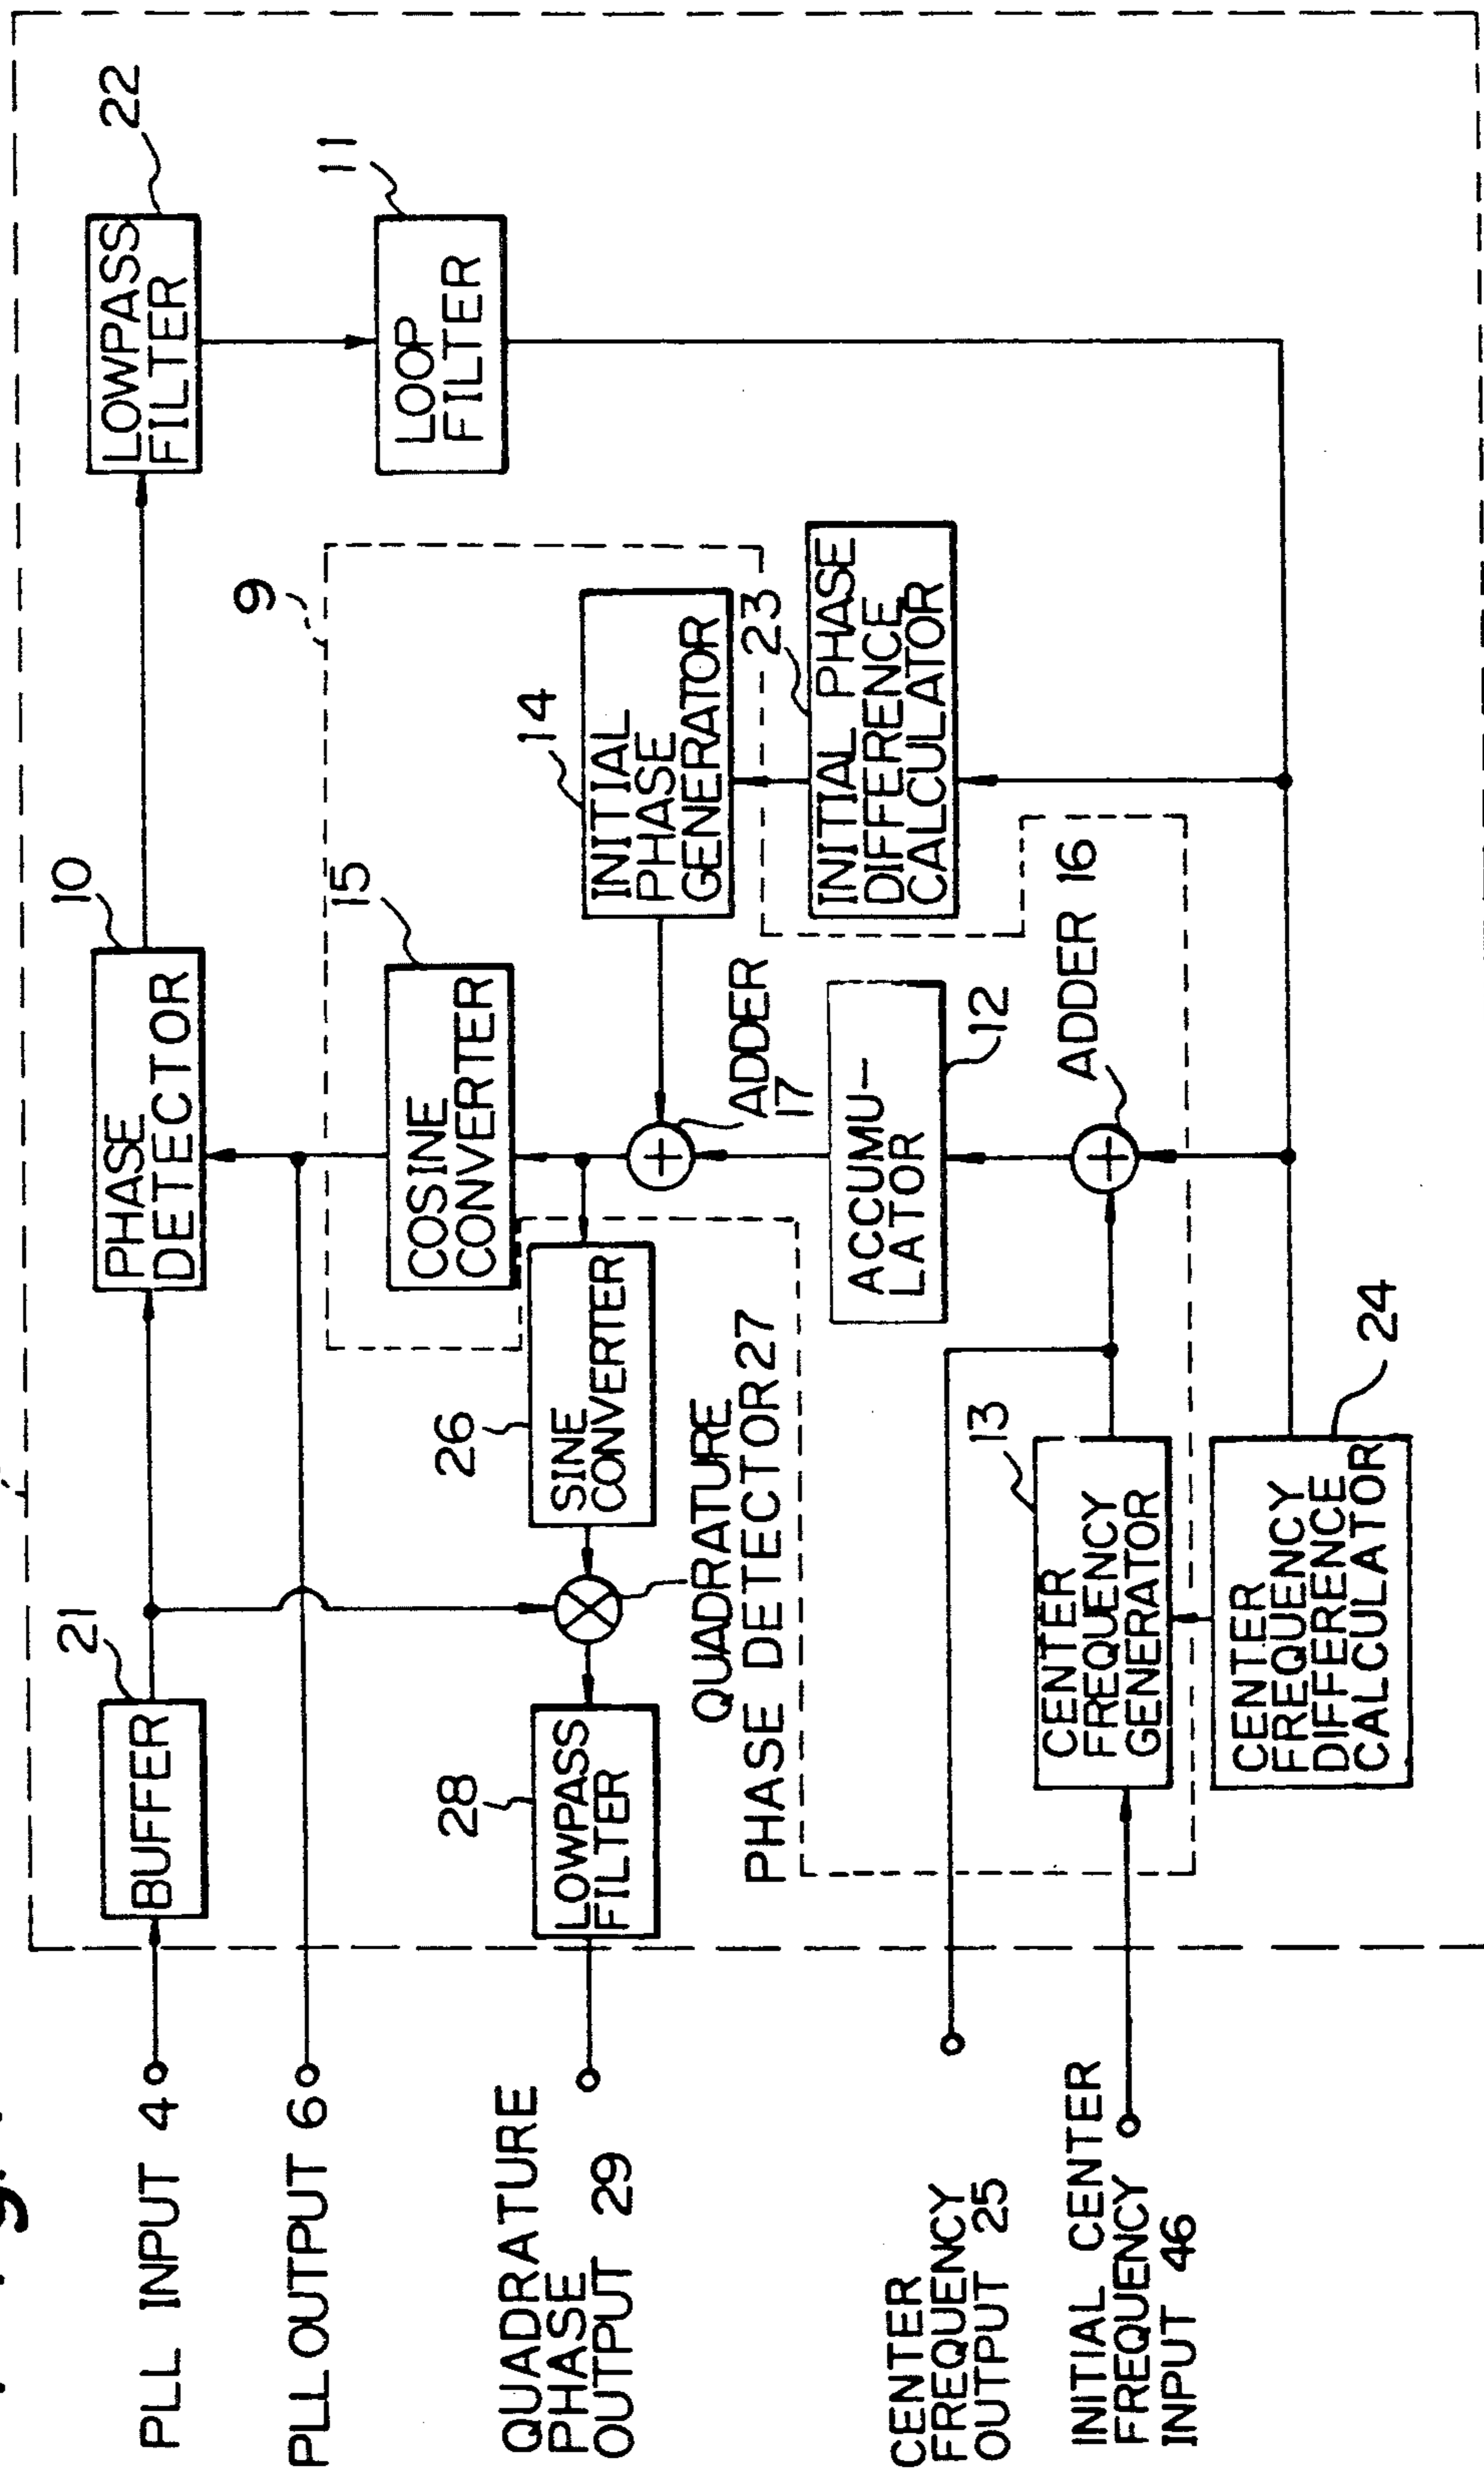 PLL INPUT 4
BUFFER
21
PHASE
DETECTOR
10
LOWPASS
FILTER
22
PLL OUTPUT 6
COSINE
CONVERTER
15
9
LOOP
FILTER
11
QUADRATURE
PHASE
OUTPUT 29
LOWPASS
FILTER
28
SINE
CONVERTER
26
QUADRATURE
PHASE DETECTOR 27
ADDER
17
INITIAL
PHASE
GENERATOR
14
23
INITIAL PHASE
DIFFERENCE
CALCULATOR
ACCUMU-
LATOR
12
CENTER
FREQUENCY
OUTPUT 25
INITIAL CENTER
FREQUENCY
INPUT 46
CENTER
FREQUENCY
GENERATOR
13
ADDER 16
CENTER
FREQUENCY
DIFFERENCE
CALCULATOR
24